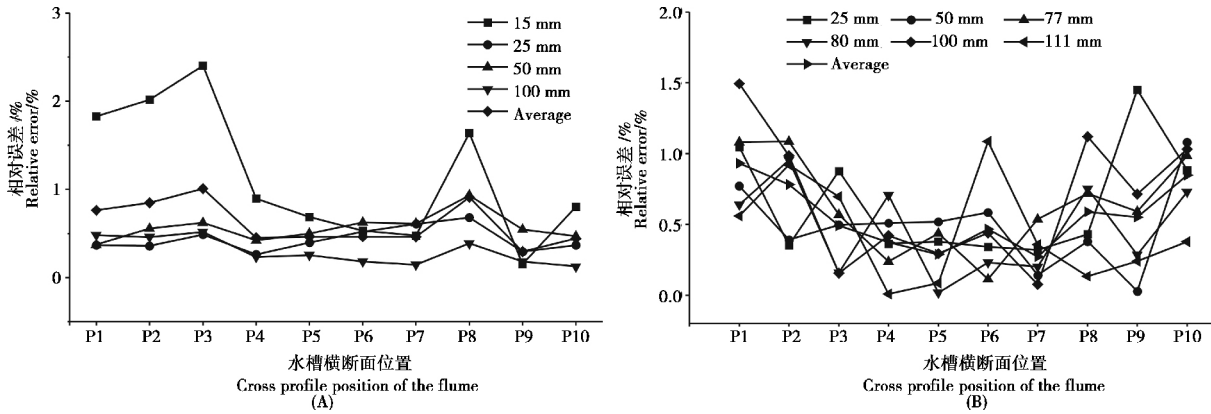 3
2
1
0
相对误差/%
Relative error/%
15 mm
25 mm
50 mm
100 mm
Average
P1 P2 P3 P4 P5 P6 P7 P8 P9 P10
水槽横断面位置
Cross profile position of the flume
(A)
2.0
1.5
1.0
0.5
0.0
相对误差/%
Relative error/%
25 mm 50 mm 77 mm
80 mm 100 mm 111 mm
Average
P1 P2 P3 P4 P5 P6 P7 P8 P9 P10
水槽横断面位置
Cross profile position of the flume
(B)